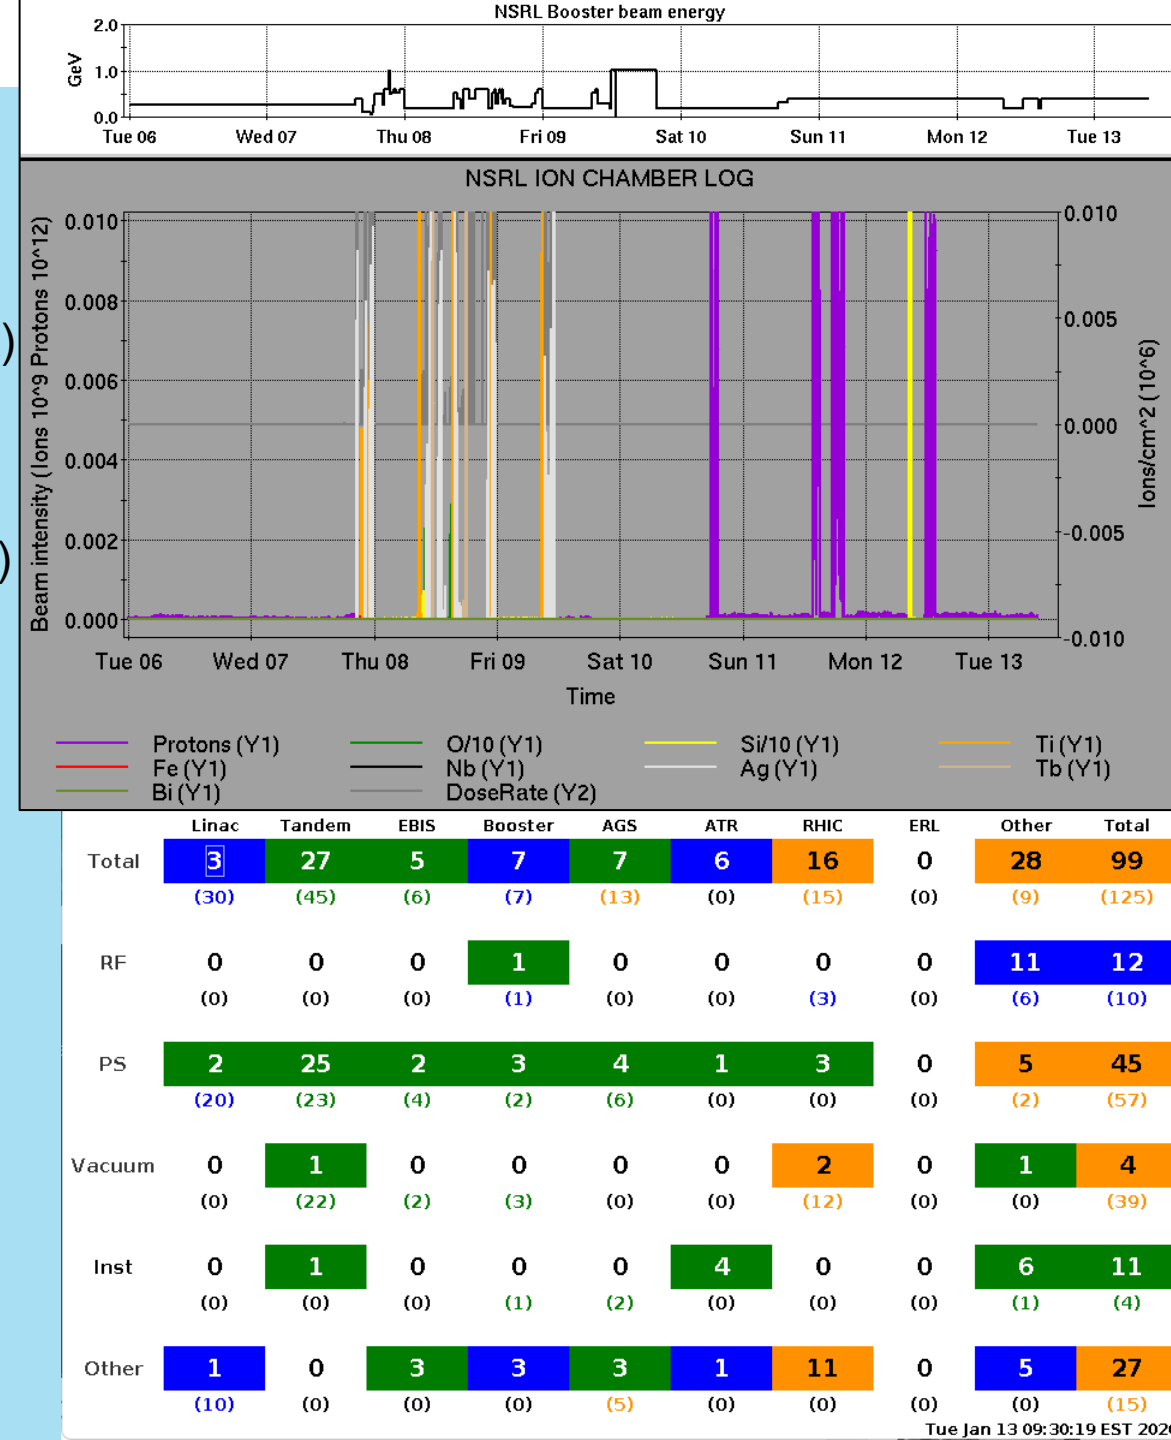 NSRL Booster beam energy
2.0
1.0
0.0
GeV
Tue 06 Wed 07 Thu 08 Fri 09 Sat 10 Sun 11 Mon 12 Tue 13
NSRL ION CHAMBER LOG
)
)
Beam intensity (Ions 10^9 Protons 10^12)
0.010
0.008
0.006
0.004
0.002
0.000
0.010
0.005
0.000
-0.005
-0.010
Ions/cm^2 (10^6)
Tue 06 Wed 07 Thu 08 Fri 09 Sat 10 Sun 11 Mon 12 Tue 13
Time
Protons (Y1) O/10 (Y1) Si/10 (Y1) Ti (Y1)
Fe (Y1) Nb (Y1) Ag (Y1) Tb (Y1)
Bi (Y1) DoseRate (Y2)
Linac Tandem EBIS Booster AGS ATR RHIC ERL Other Total
Total 3 27 5 7 7 6 16 0 28 99
(30) (45) (6) (7) (13) (0) (15) (0) (9) (125)
RF 0 0 0 1 0 0 0 0 11 12
(0) (0) (0) (1) (0) (0) (3) (0) (6) (10)
PS 2 25 2 3 4 1 3 0 5 45
(20) (23) (4) (2) (6) (0) (0) (0) (2) (57)
Vacuum 0 1 0 0 0 0 2 0 1 4
(0) (22) (2) (3) (0) (0) (12) (0) (0) (39)
Inst 0 1 0 0 0 4 0 0 6 11
(0) (0) (0) (1) (2) (0) (0) (0) (1) (4)
Other 1 0 3 3 3 1 11 0 5 27
(10) (0) (0) (0) (5) (0) (0) (0) (0) (15)
Tue Jan 13 09:30:19 EST 2026